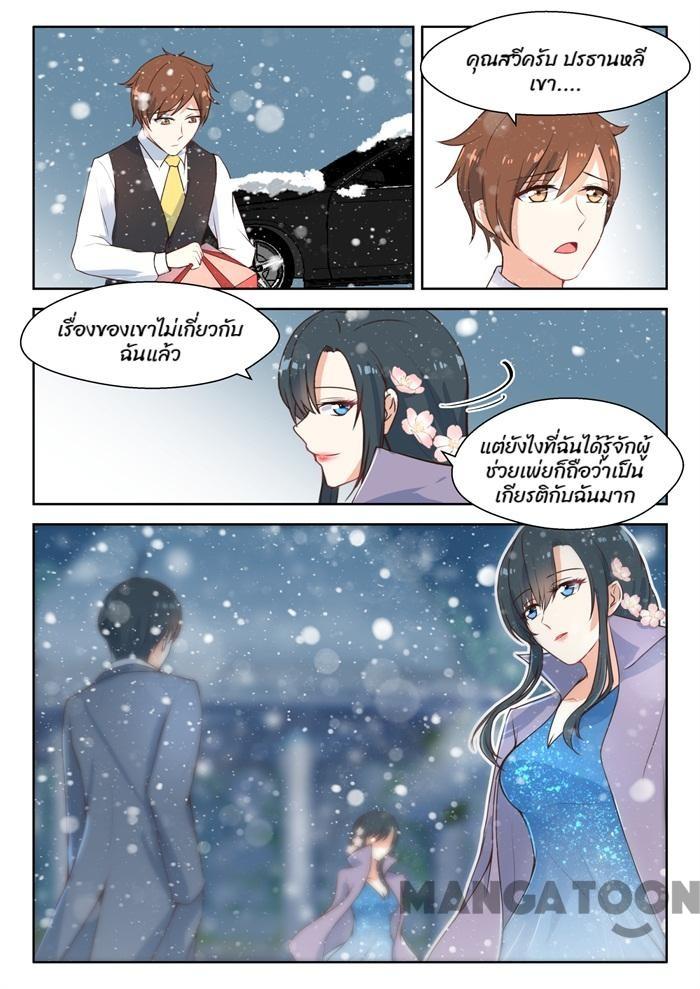 คุณสวีครับ ปรธานหลี
เขา....
เรื่องของเขาไม่เกี่ยวกับ
ฉันแล้ว
แต่ยังไงที่ฉันได้รู้จักผู้
ช่วยเพ่ยก็ถือว่าเป็น
เกียรติกับฉันมาก
MANGATOON